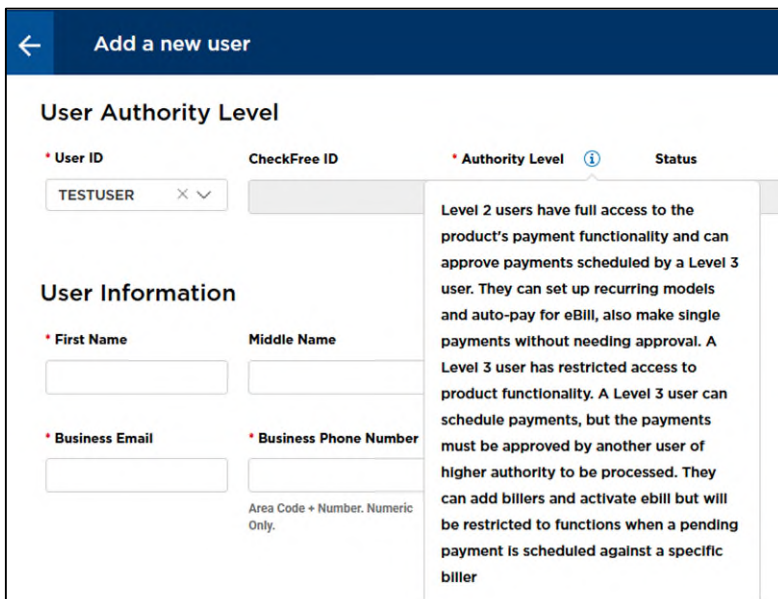 Add a new user
User Authority Level
* User ID
CheckFree ID
* Authority Level
Status
TESTUSER
Level 2 users have full access to the
product's payment functionality and can
approve payments scheduled by a Level 3
user. They can set up recurring models
and auto-pay for eBill, also make single
payments without needing approval. A
Level 3 user has restricted access to
product functionality. A Level 3 user can
schedule payments, but the payments
must be approved by another user of
higher authority to be processed. They
can add billers and activate ebill but will
be restricted to functions when a pending
payment is scheduled against a specific
biller
User Information
* First Name
Middle Name
* Business Email
* Business Phone Number
Area Code + Number. Numeric
Only.